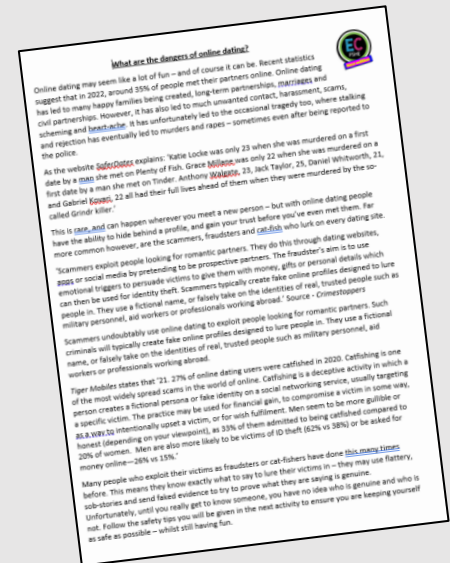 What are the dangers of online dating?
EC
Online dating may seem like a lot of fun – and of course it can be. Recent statistics
suggest that in 2022, around 35% of people met their partners online. Online dating
has led to many happy families being created, long-term partnerships, marriages and
civil partnerships. However, it has also led to much unwanted contact, harassment, scams,
scheming and heart-ache. It has unfortunately led to the occasional tragedy too, where stalking
and rejection has eventually led to murders and rapes – sometimes even after being reported to
the police.
As the website SaferDates explains: 'Katie Locke was only 23 when she was murdered on a first
date by a man she met on Plenty of Fish. Grace Millane was only 22 when she was murdered on a
first date by a man she met on Tinder. Anthony Walgate, 23, Jack Taylor, 25, Daniel Whitworth, 21,
and Gabriel Kovari, 22 all had their full lives ahead of them when they were murdered by the so-
called Grindr killer.'
This is rare, and can happen wherever you meet a new person – but with online dating people
have the ability to hide behind a profile, and gain your trust before you've even met. Far
more common however, are the scammers, fraudsters and cat-fish who lurk on every dating site.
'Scammers exploit people looking for romantic partners. They do this through dating websites,
apps or social media by pretending to be prospective partners. The fraudster's aim is to use
emotional triggers to persuade victims to give them with money, gifts or personal details which
can then be used for identity theft. Scammers typically create fake online profiles designed to lure
people in. They use a fictional name, or falsely take on the identities of real, trusted people such as
military personnel, aid workers or professionals working abroad.' Source - Crimestoppers
Scammers undoubtably use online dating to exploit people looking for romantic partners. Such
criminals will typically create fake online profiles designed to lure people in. They use a fictional
name, or falsely take on the identities of real, trusted people such as military personnel, aid
workers or professionals working abroad.
Tiger Mobiles states that '21. 27% of online dating users were catfished in 2020. Catfishing is one
of the most widely spread scams in the world of online. Catfishing is a deceptive activity in which a
person creates a fictional persona or fake identity on a social networking service, usually targeting
a specific victim. The practice may be used for financial gain, to compromise a victim in some way,
as a way to intentionally upset a victim, or for wish fulfilment. Men seem to be more gullible or
honest (depending on your viewpoint), as 33% of them admitted to being catfished compared to
20% of women. Men are also more likely to be victims of ID theft (62% vs 38%) or be asked for
money online—26% vs 15%.'
Many people who exploit their victims as fraudsters or cat-fishers have done this many times
before. This means they know exactly what to say to lure their victims in – they may use flattery,
sob-stories and send faked evidence to try to prove what they are saying is genuine.
Unfortunately, until you really get to know someone, you have no idea who is genuine and who is
not. Follow the safety tips you will be given in the next activity to ensure you are keeping yourself
as safe as possible – whilst still having fun.